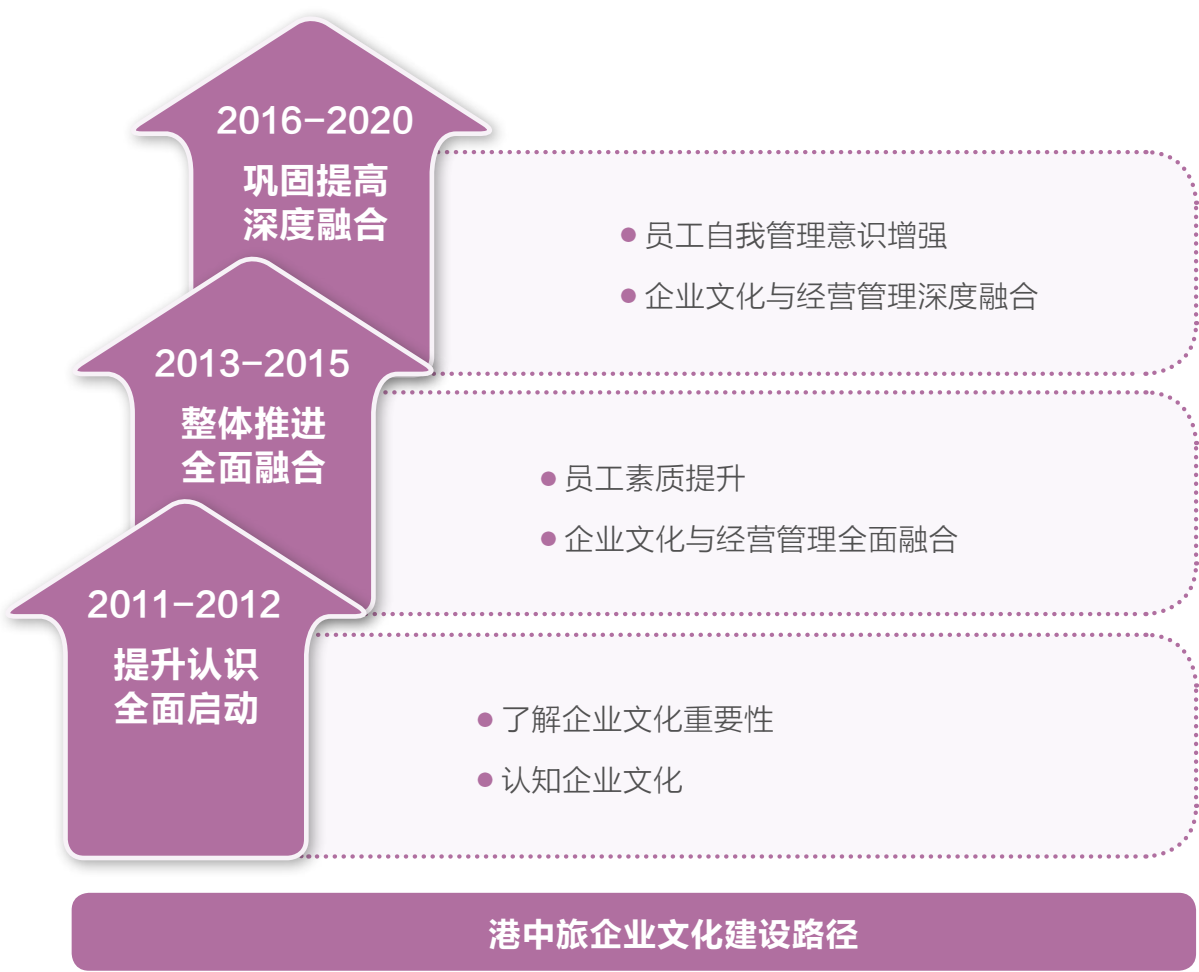 2016-2020
巩固提高
深度融合
● 员工自我管理意识增强
● 企业文化与经营管理深度融合
2013-2015
整体推进
全面融合
● 员工素质提升
● 企业文化与经营管理全面融合
2011-2012
提升认识
全面启动
● 了解企业文化重要性
● 认知企业文化
港中旅企业文化建设路径